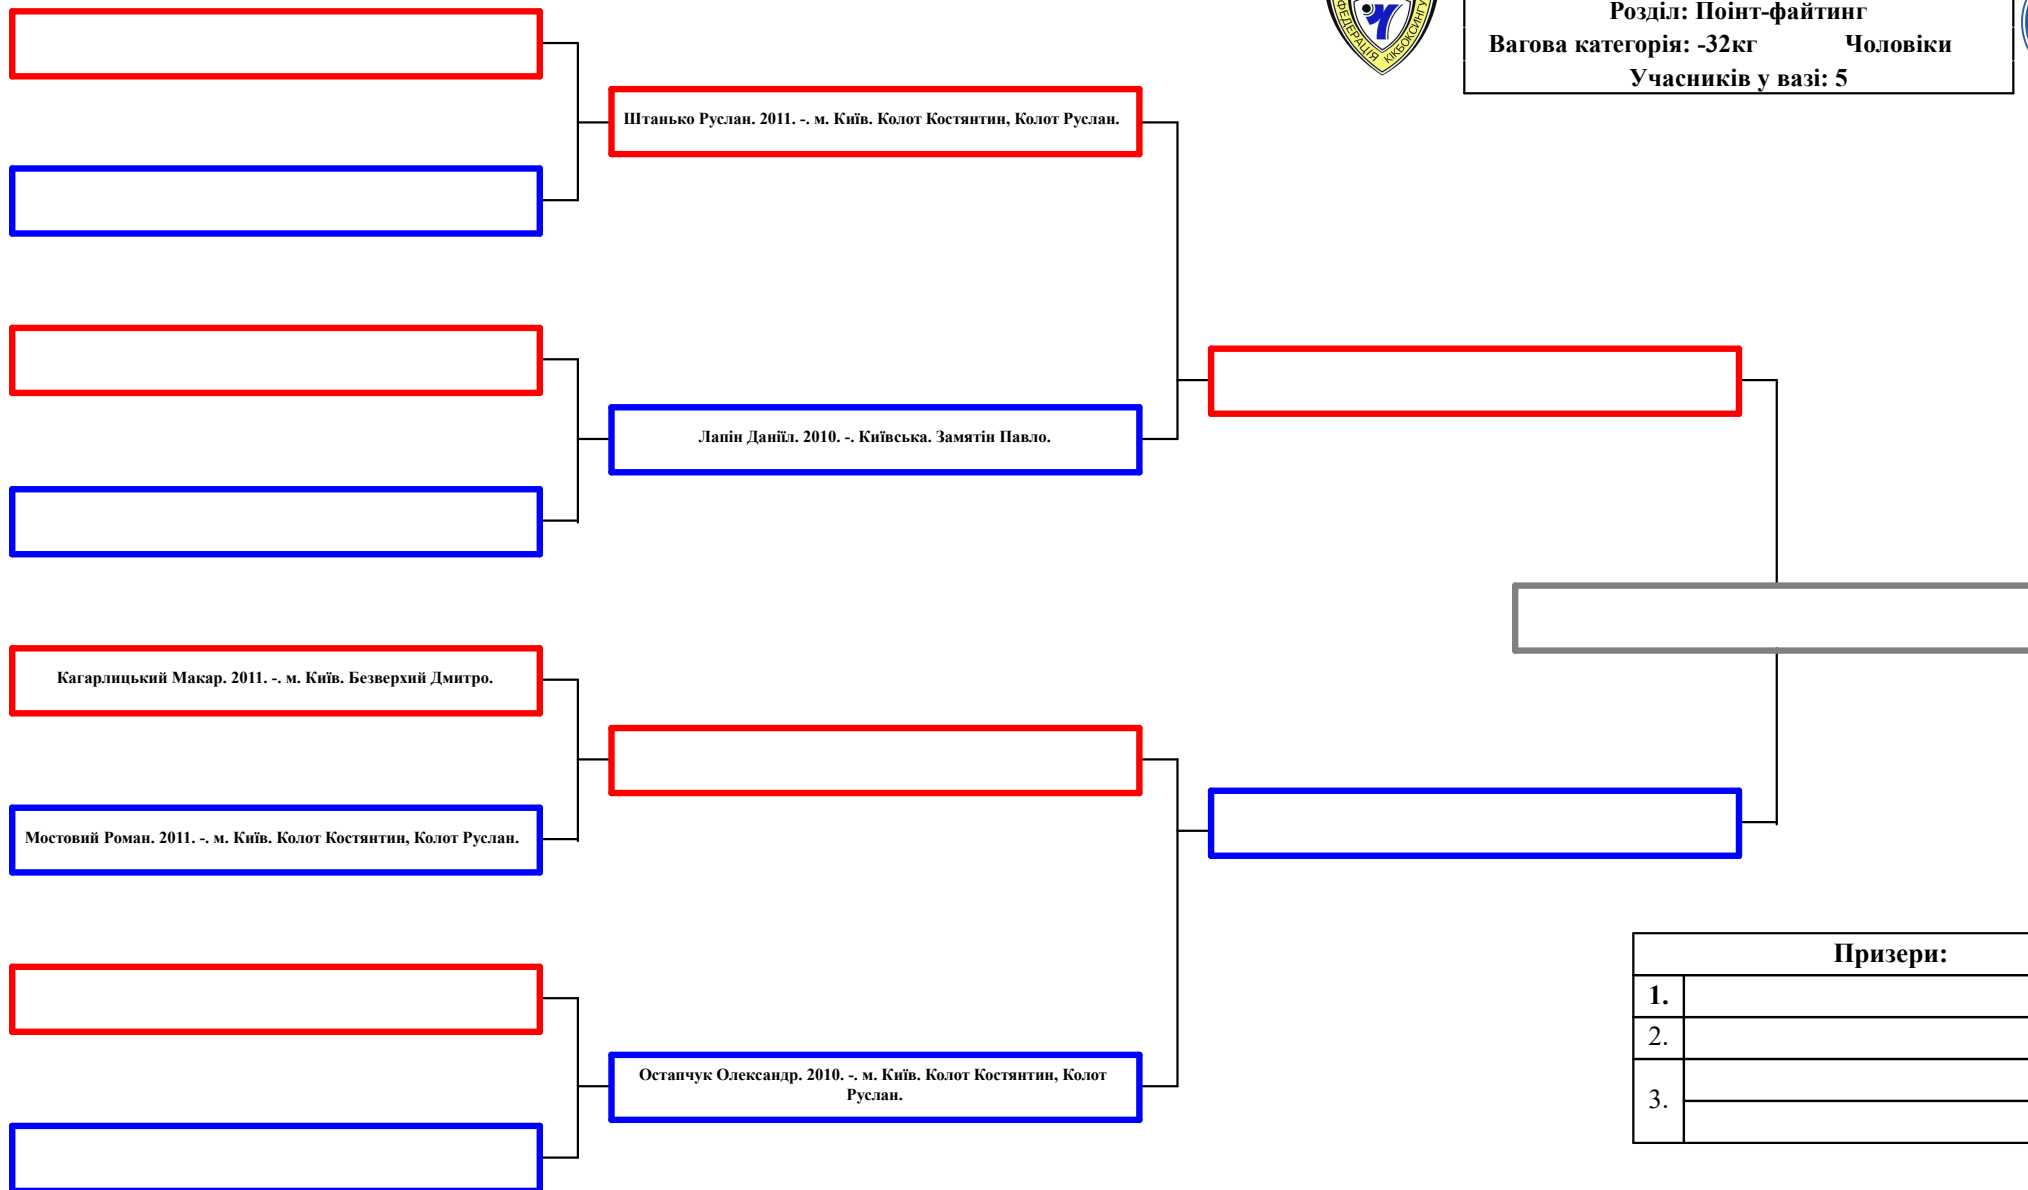 ФЕДЕРАЦІЯ КІКБОКСИНГУ
Розділ: Поінт-файтинг
Вагова категорія: -32кг Чоловіки
Учасників у вазі: 5
Штанько Руслан. 2011. -. м. Київ. Колот Костянтин, Колот Руслан.
Лапін Даніїл. 2010. -. Київська. Замятін Павло.
Кагарлицький Макар. 2011. -. м. Київ. Безверхий Дмитро.
Мостовий Роман. 2011. -. м. Київ. Колот Костянтин, Колот Руслан.
Остапчук Олександр. 2010. -. м. Київ. Колот Костянтин, Колот
Руслан.
Призери:
1.
2.
3.